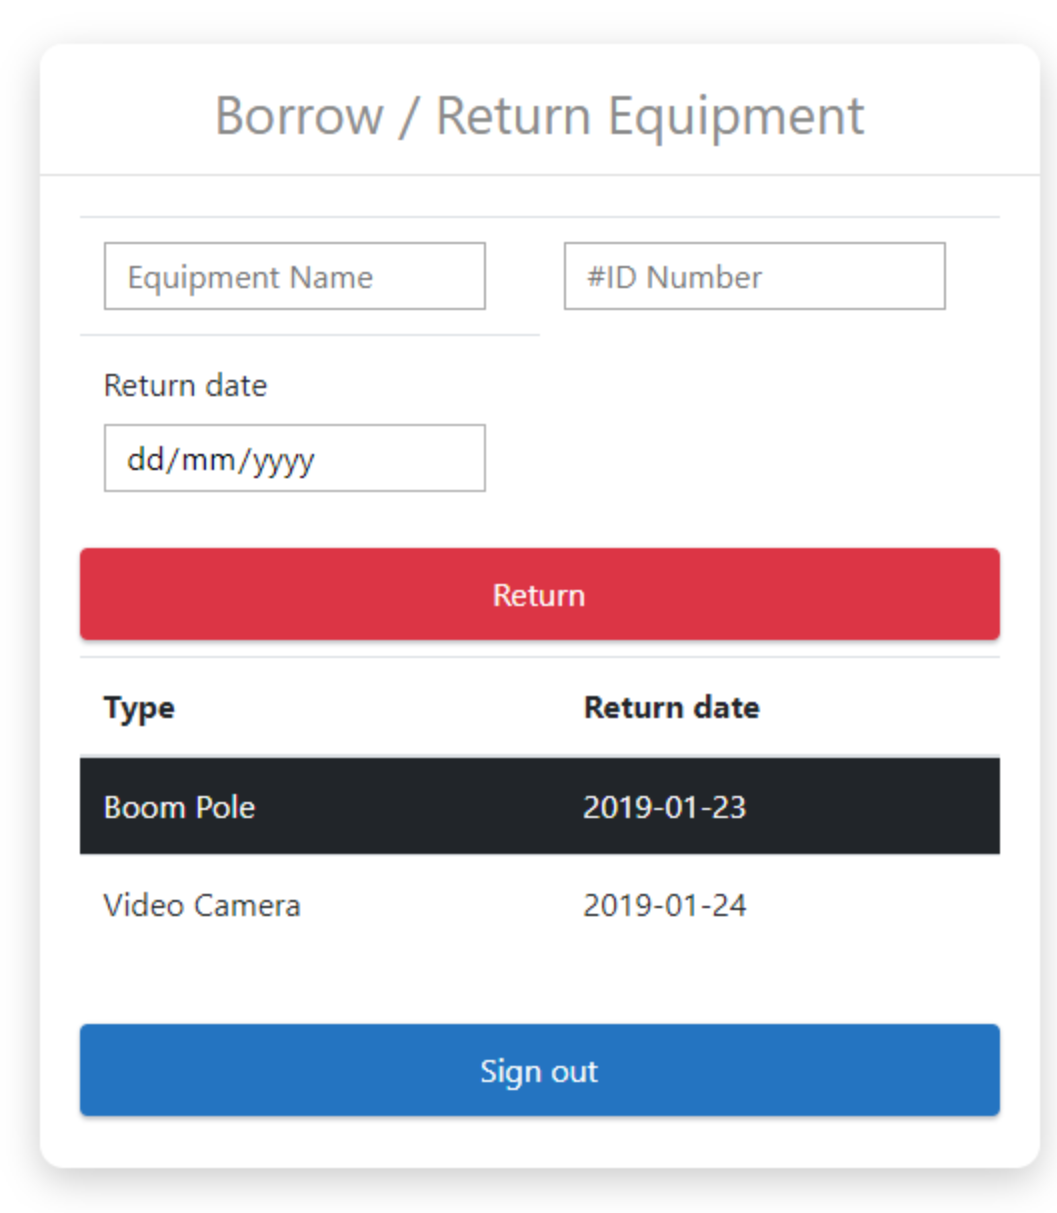 Borrow / Return Equipment
Equipment Name #ID Number
Return date
dd/mm/yyyy
Return
Type Return date
Boom Pole 2019-01-23
Video Camera 2019-01-24
Sign out